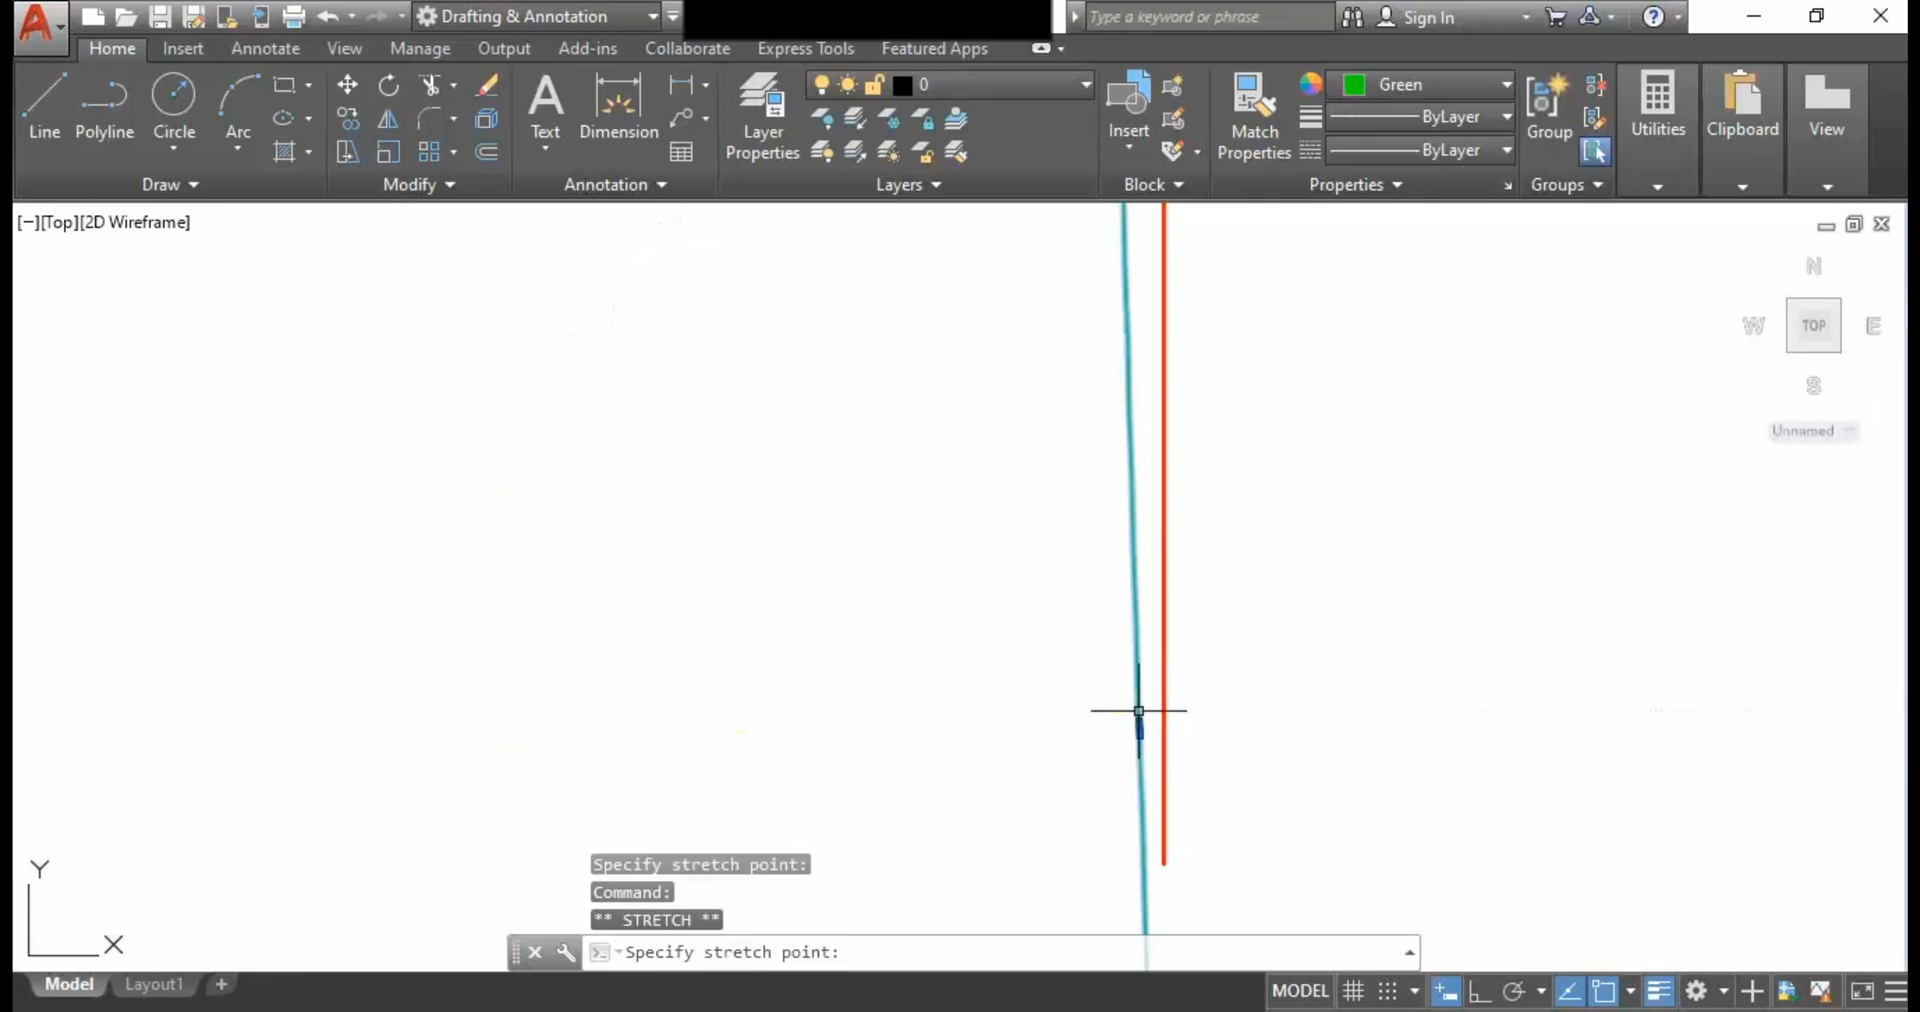 Drafting & Annotation
Type a keyword or phrase
Sign In
Home Insert Annotate View Manage Output Add-ins Collaborate Express Tools Featured Apps
0
Green
ByLayer
ByLayer
Line Polyline Circle Arc
Text Dimension
Layer Properties
Insert
Match Properties
Group
Utilities
Clipboard
View
Draw Modify Annotation Layers Block Properties Groups
[−][Top][2D Wireframe]
N
W TOP E
S
Unnamed
Specify stretch point:
Command:
** STRETCH **
Specify stretch point:
Y
X
Model Layout1 +
MODEL